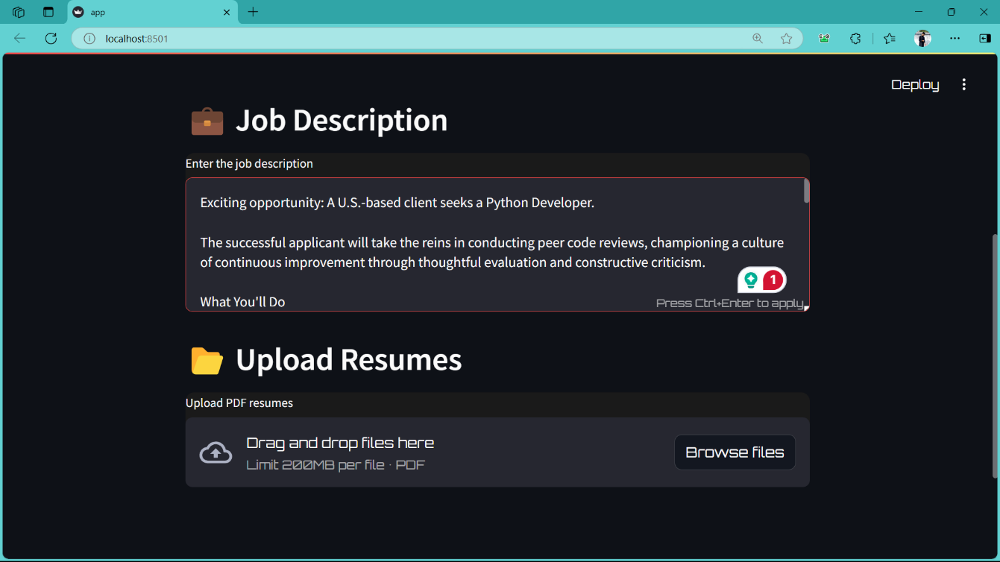 app
localhost:8501
Deploy
Job Description
Enter the job description
Exciting opportunity: A U.S.-based client seeks a Python Developer.
The successful applicant will take the reins in conducting peer code reviews, championing a culture
of continuous improvement through thoughtful evaluation and constructive criticism.
1
What You'll Do
Press Ctrl+Enter to apply
Upload Resumes
Upload PDF resumes
Drag and drop files here
Limit 200MB per file · PDF
Browse files